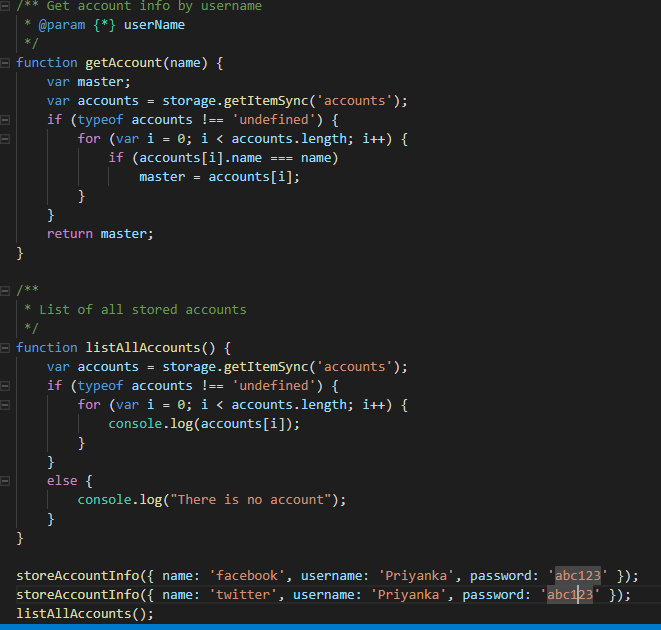 /** Get account info by username
 * @param {*} userName
 */
function getAccount(name) {
    var master;
    var accounts = storage.getItemSync('accounts');
    if (typeof accounts !== 'undefined') {
        for (var i = 0; i < accounts.length; i++) {
            if (accounts[i].name === name)
                master = accounts[i];
        }
    }
    return master;
}

/**
 * List of all stored accounts
 */
function listAllAccounts() {
    var accounts = storage.getItemSync('accounts');
    if (typeof accounts !== 'undefined') {
        for (var i = 0; i < accounts.length; i++) {
            console.log(accounts[i]);
        }
    }
    else {
        console.log("There is no account");
    }
}

storeAccountInfo({ name: 'facebook', username: 'Priyanka', password: 'abc123' });
storeAccountInfo({ name: 'twitter', username: 'Priyanka', password: 'abc123' });
listAllAccounts();